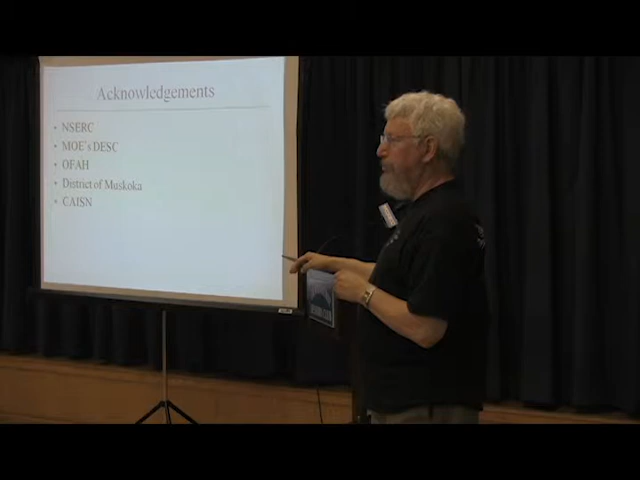 Acknowledgements
• NSERC
• MOE's DESC
• OFAH
• District of Muskoka
• CAISN